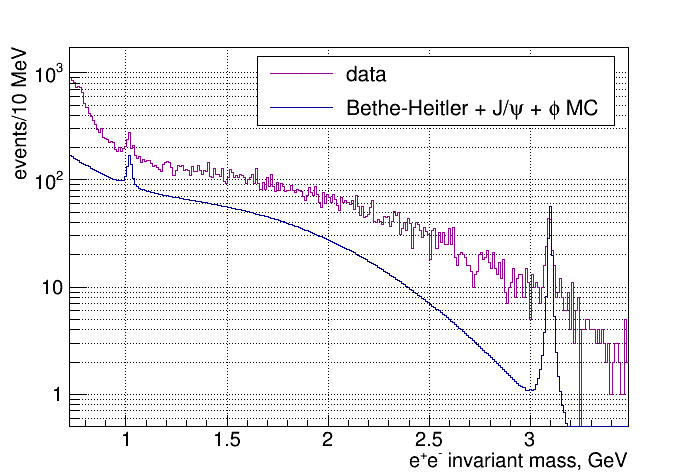 events/10 MeV
10³
10²
10
1
data
Bethe-Heitler + J/ψ + ϕ MC
1 1.5 2 2.5 3
e⁺e⁻ invariant mass, GeV